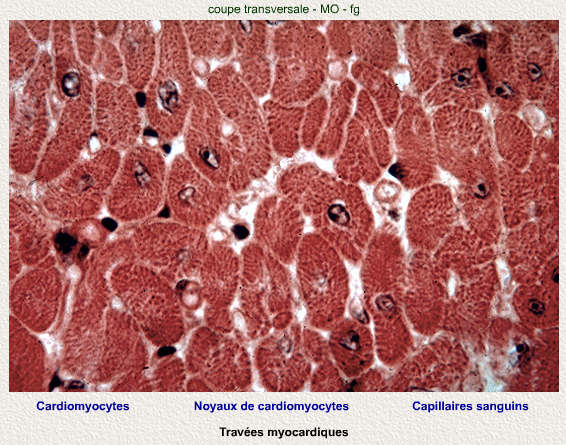 coupe transversale - MO - fg
Cardiomyocytes Noyaux de cardiomyocytes Capillaires sanguins
Travées myocardiques